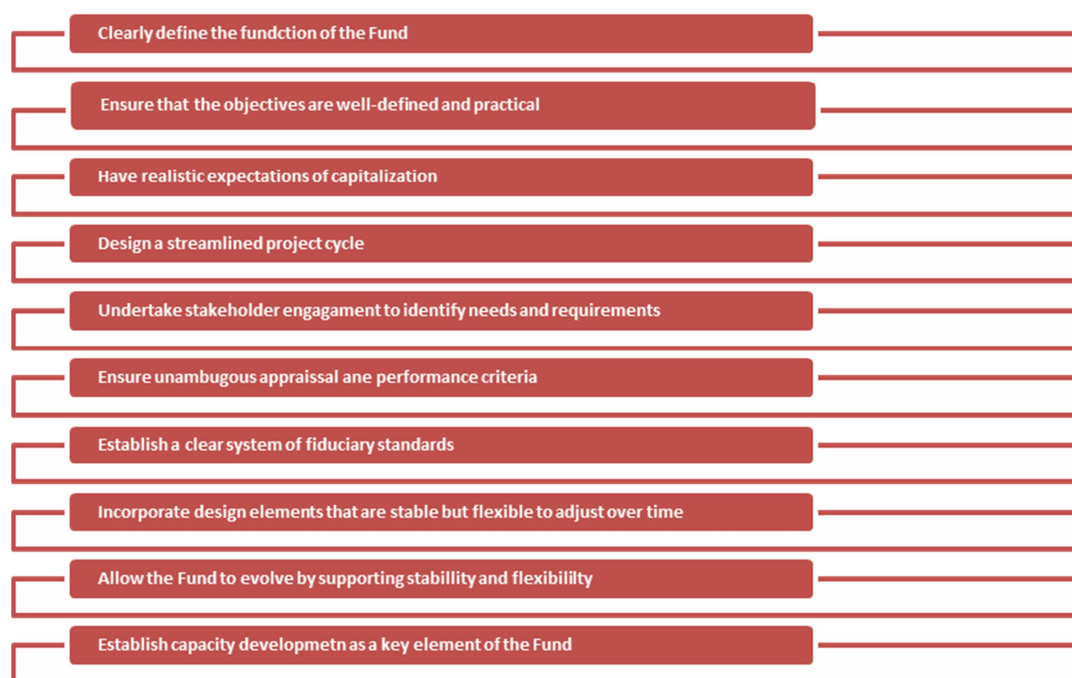 Clearly define the fundction of the Fund
Ensure that the objectives are well-defined and practical
Have realistic expectations of capitalization
Design a streamlined project cycle
Undertake stakeholder engagament to identify needs and requirements
Ensure unambugous appraissal ane performance criteria
Establish a clear system of fiduciary standards
Incorporate design elements that are stable but flexible to adjust over time
Allow the Fund to evolve by supporting stabillity and flexibililty
Establish capacity developmetn as a key element of the Fund